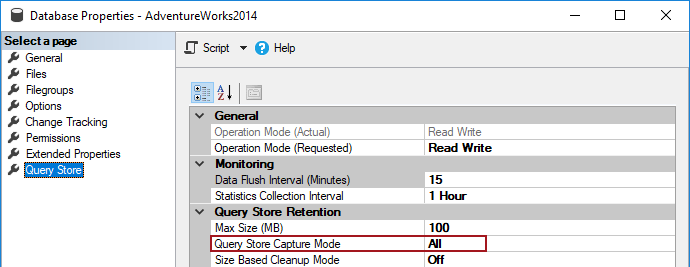 Database Properties - AdventureWorks2014
Select a page
General
Files
Filegroups
Options
Change Tracking
Permissions
Extended Properties
Query Store
Script
Help
A
Z
General
Operation Mode (Actual) Read Write
Operation Mode (Requested) Read Write
Monitoring
Data Flush Interval (Minutes) 15
Statistics Collection Interval 1 Hour
Query Store Retention
Max Size (MB) 100
Query Store Capture Mode All
Size Based Cleanup Mode Off